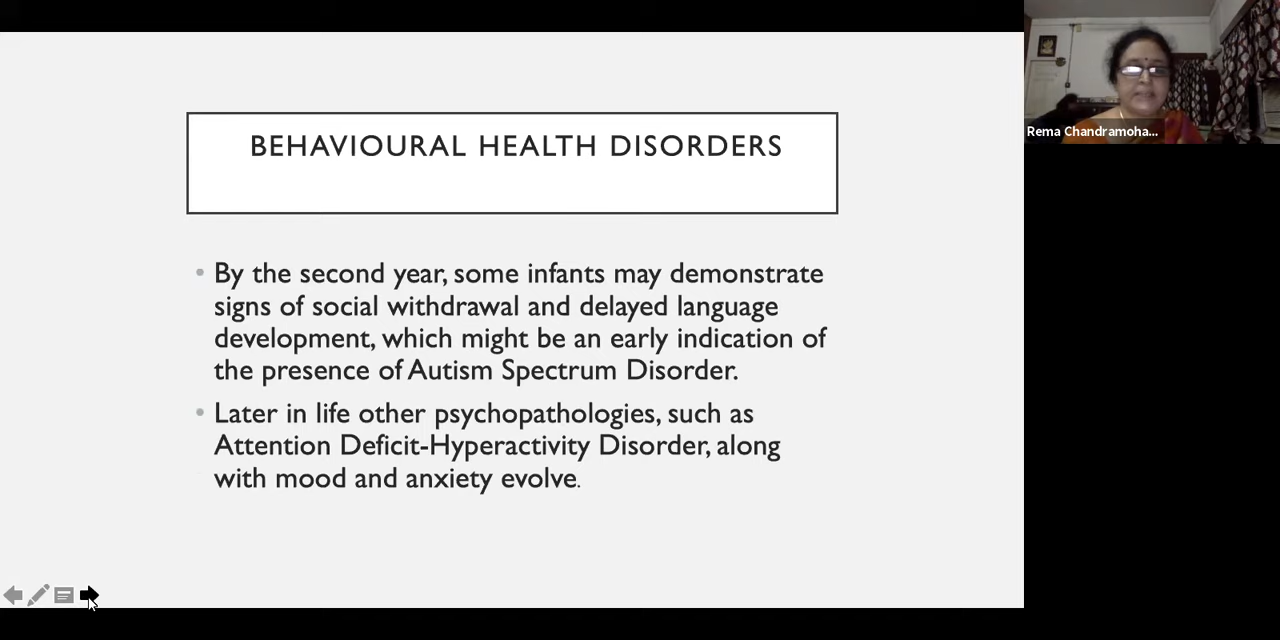 BEHAVIOURAL HEALTH DISORDERS
By the second year, some infants may demonstrate
signs of social withdrawal and delayed language
development, which might be an early indication of
the presence of Autism Spectrum Disorder.
Later in life other psychopathologies, such as
Attention Deficit-Hyperactivity Disorder, along
with mood and anxiety evolve.
Rema Chandramoha...